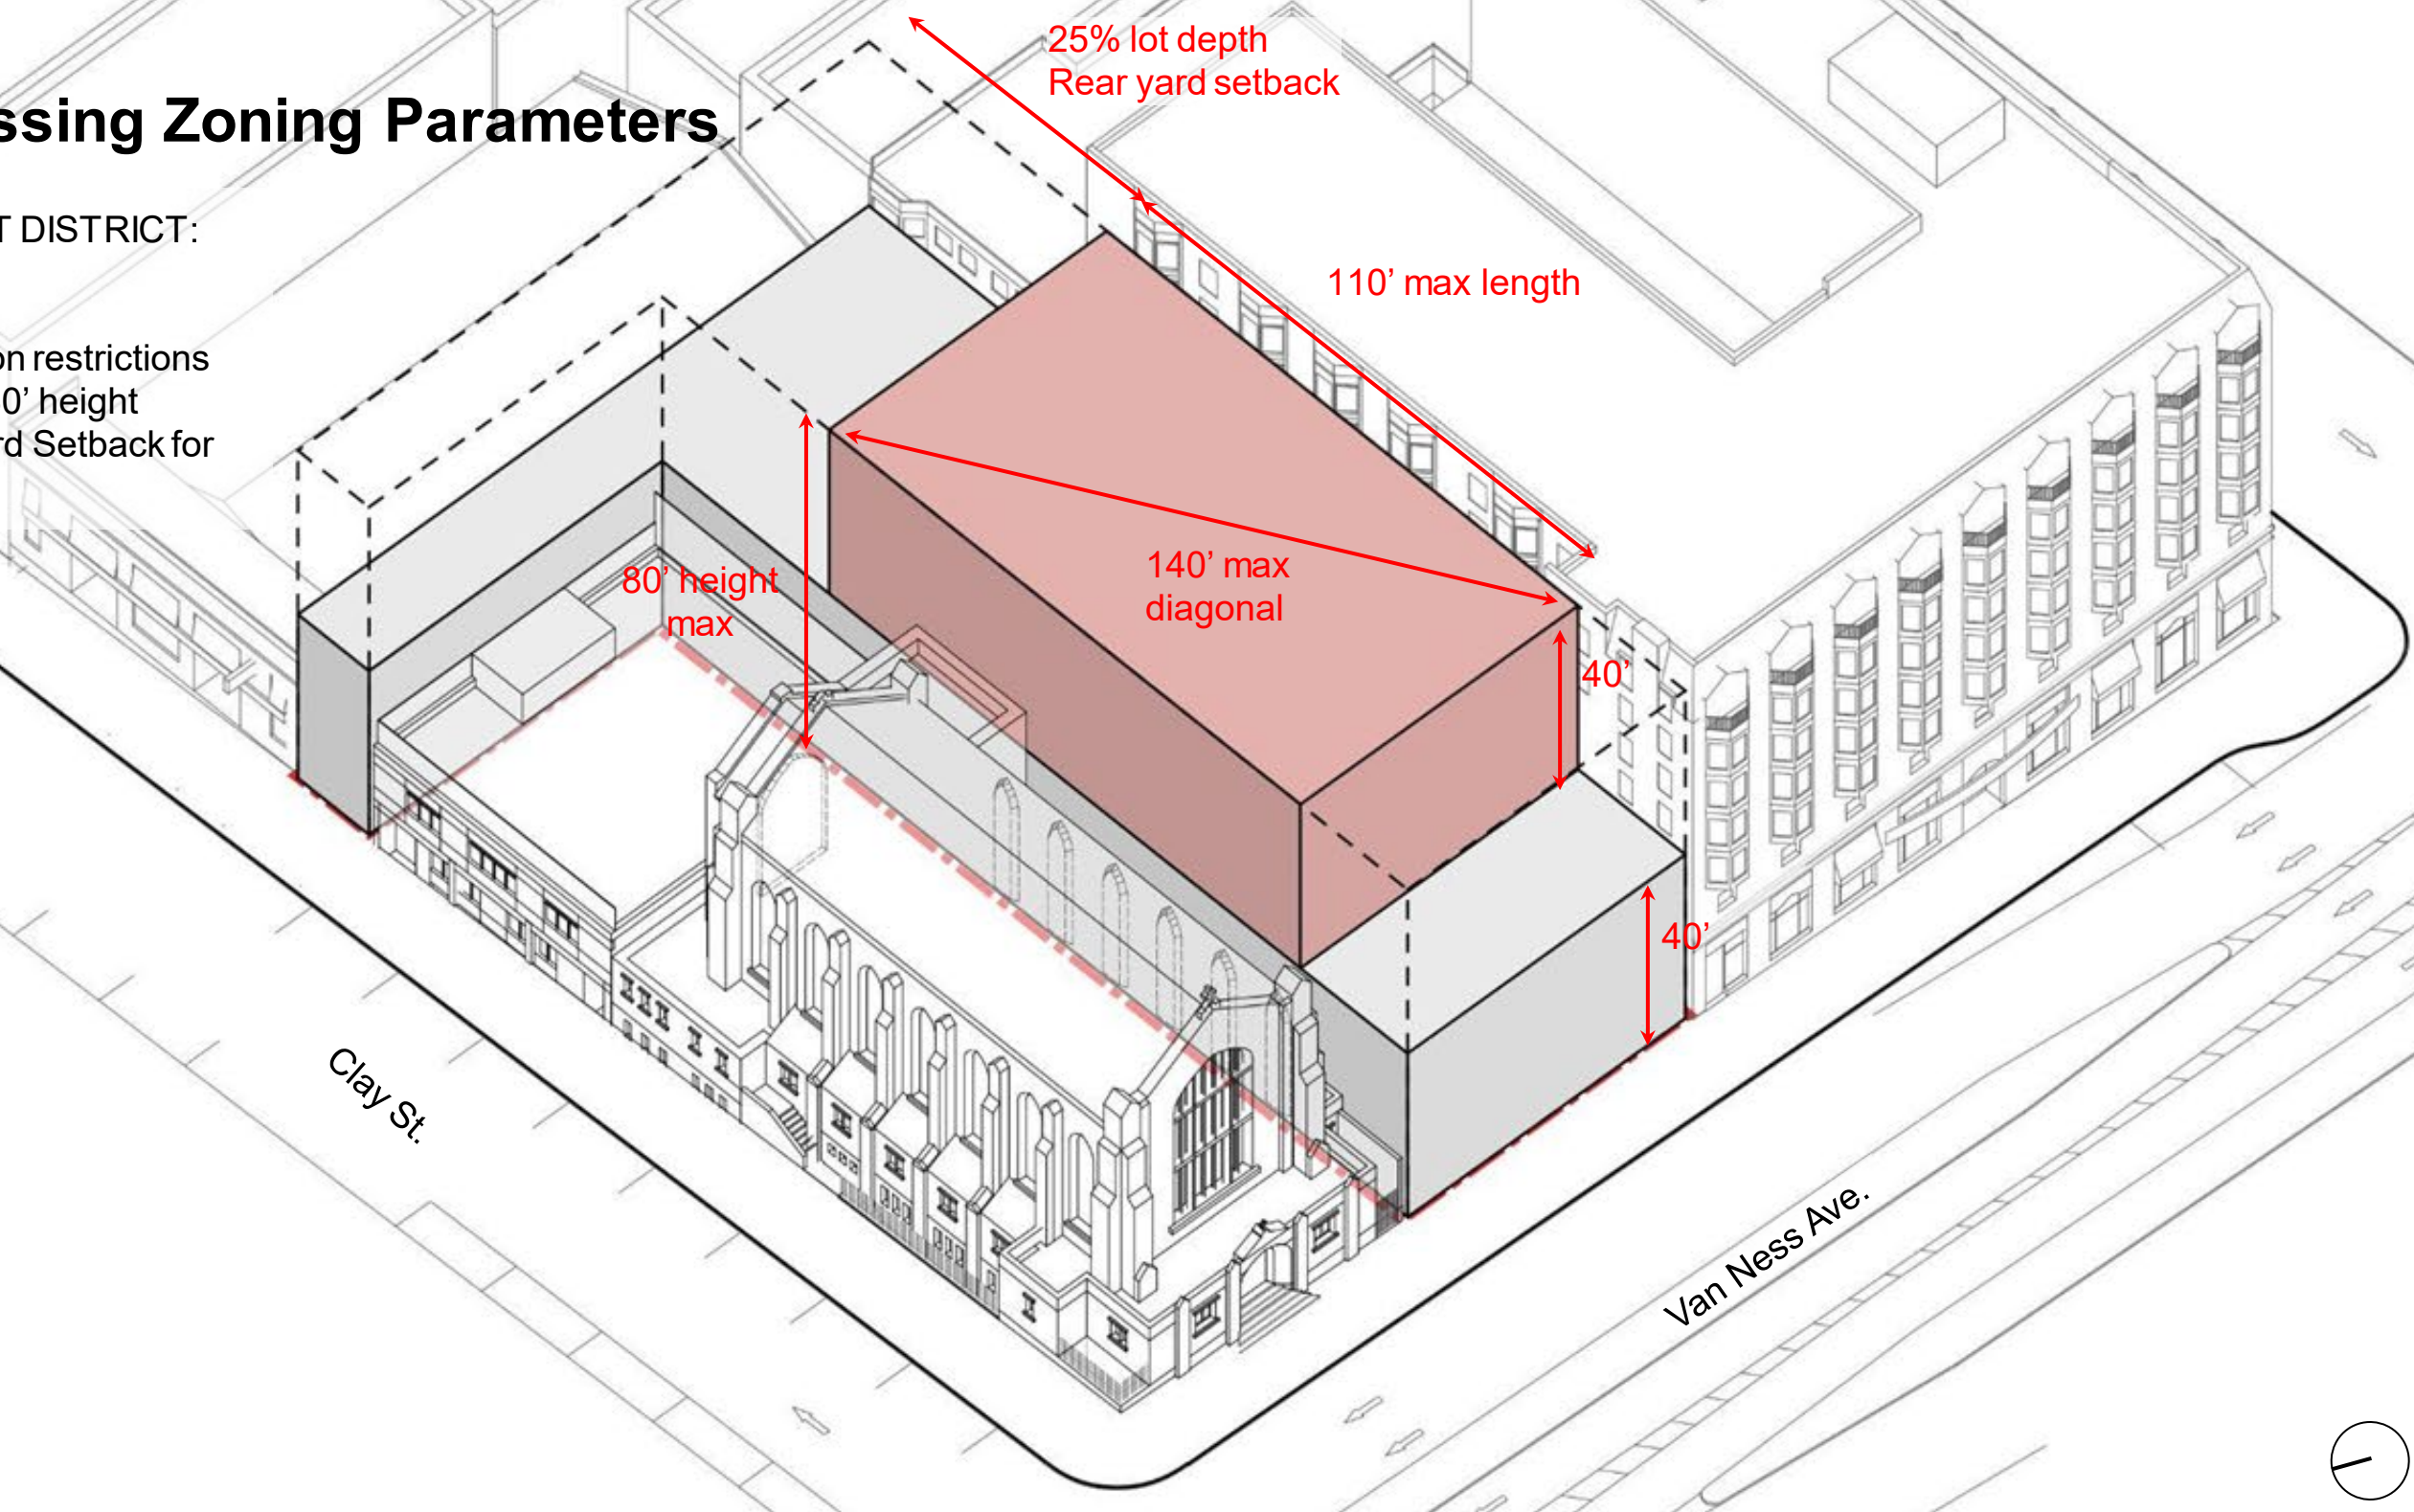 25% lot depth
Rear yard setback
ssing Zoning Parameters
T DISTRICT:
110’ max length
on restrictions
0’ height
rd Setback for
80’ height
max
140’ max
diagonal
40’
40’
Clay St.
Van Ness Ave.